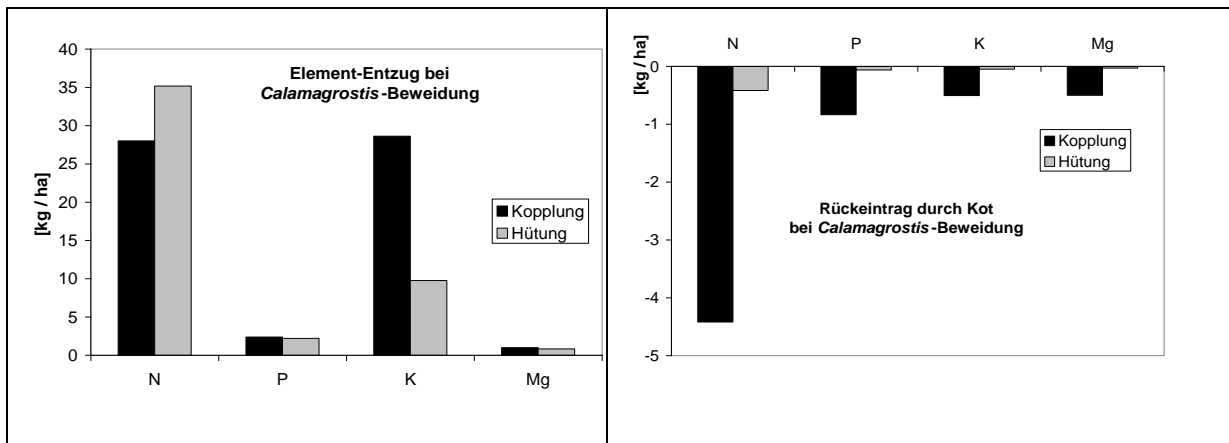 [kg / ha]
40
35
30
25
20
15
10
5
0
Element-Entzug bei
Calamagrostis-Beweidung
Kopplung
Hütung
N P K Mg
[kg / ha]
N P K Mg
0
-1
-2
-3
-4
-5
Kopplung
Hütung
Rückeintrag durch Kot
bei Calamagrostis-Beweidung